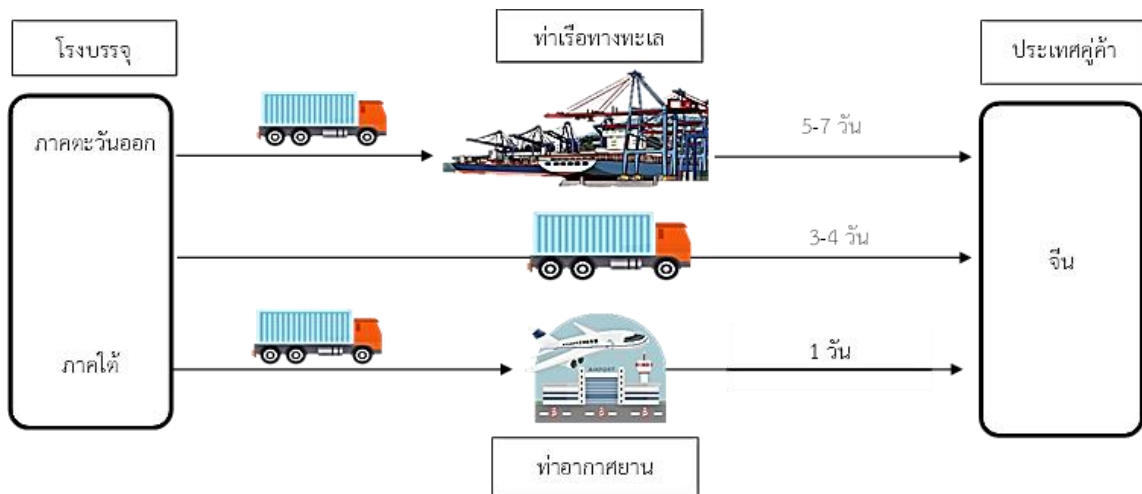 โรงบรรจุ
ท่าเรือทางทะเล
ประเทศคู่ค้า
ภาคตะวันออก
5-7 วัน
3-4 วัน
จีน
ภาคใต้
AIRPORT
1 วัน
ท่าอากาศยาน